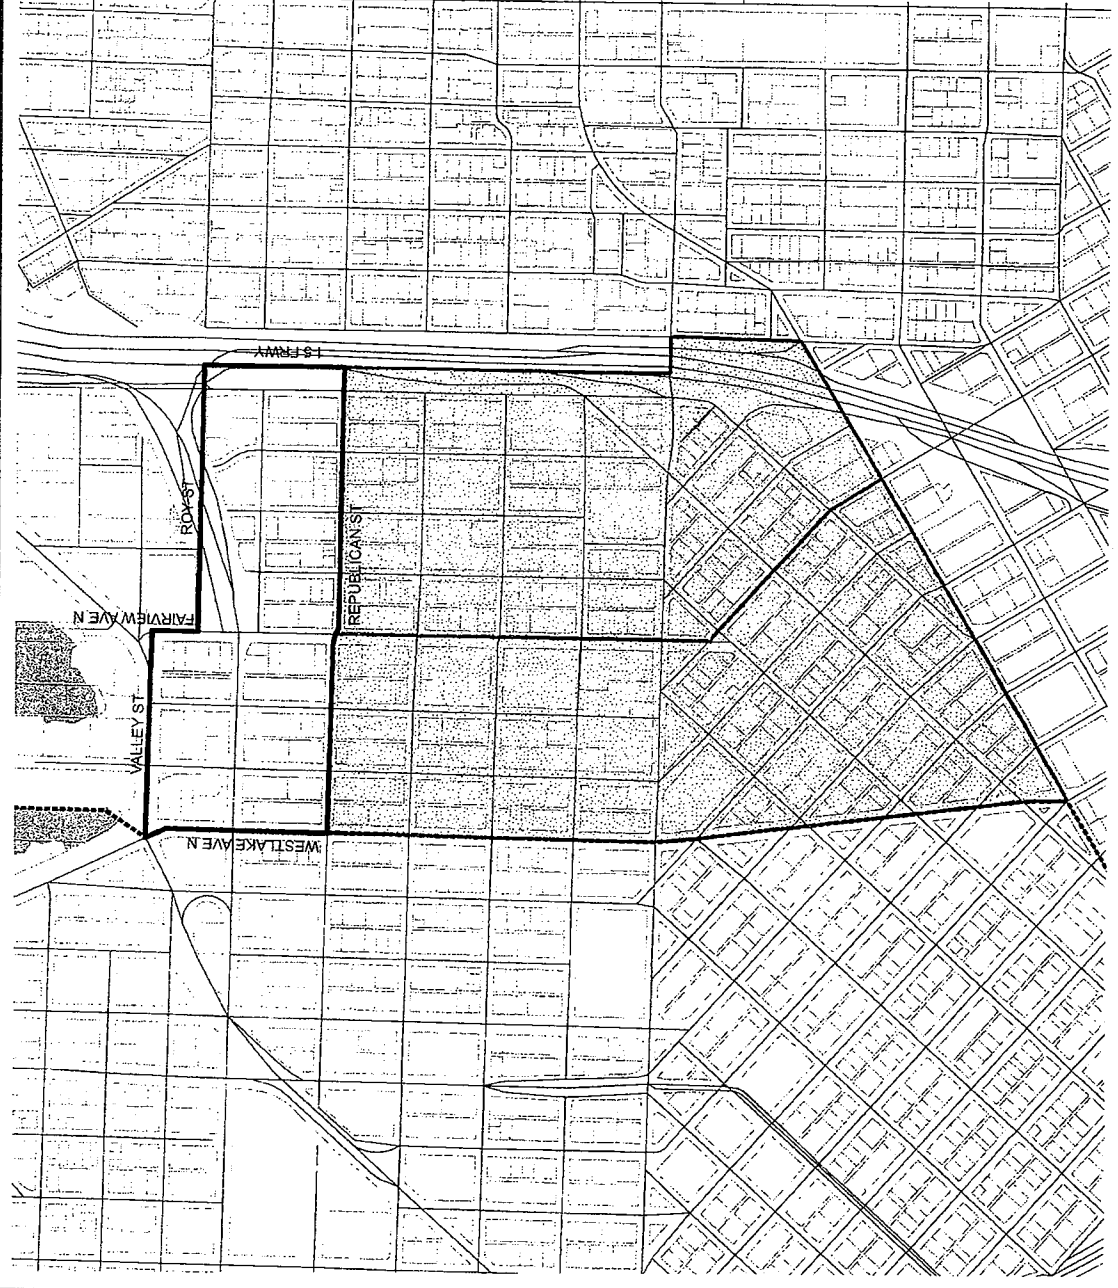 I-5 FRWY
ROY ST
REPUBLICAN ST
FAIRVIEW AVE N
VALLEY ST
WESTLAKE AVE N